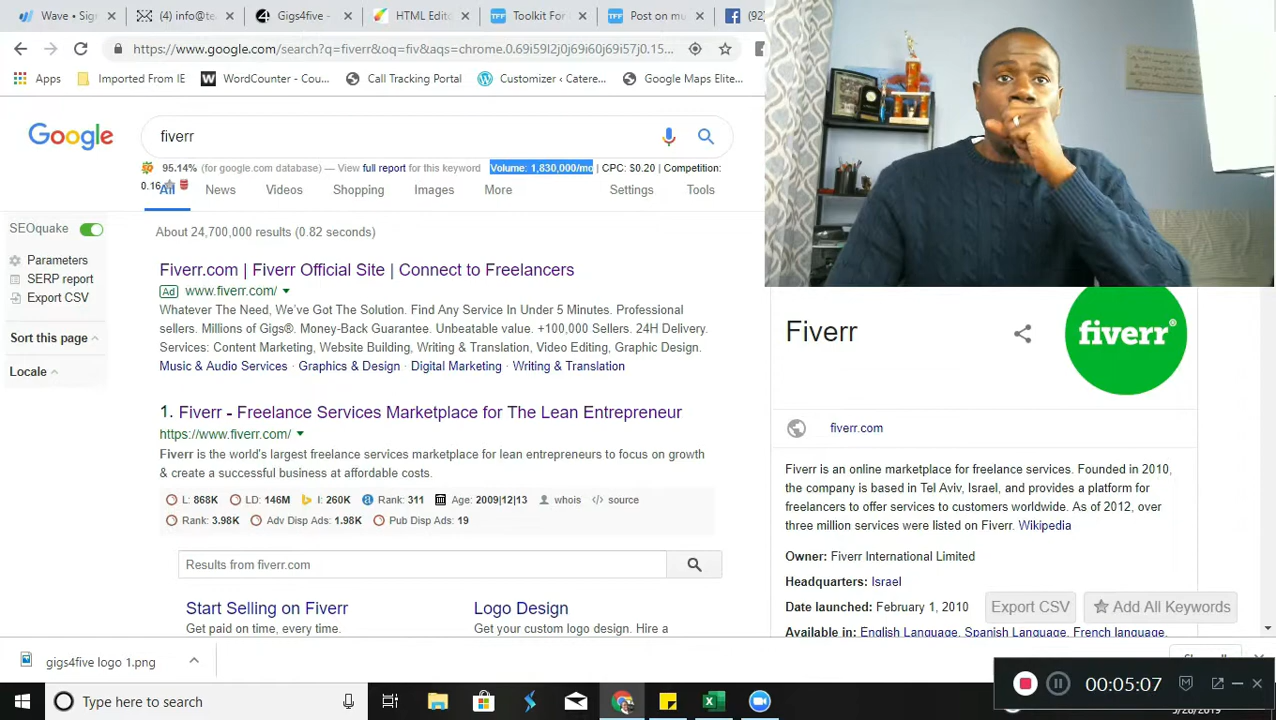 Wave • Sign
(4) info@te
Gigs4five -
HTML Edito
Toolkit For
Post on mu
(92)
https://www.google.com/search?q=fiverr&oq=fiv&aqs=chrome.0.69i59l2j0j69i60j69i57j0.15...
Apps
Imported From IE
WordCounter - Cou...
Call Tracking Portal
Customizer ‹ Catere...
Google Maps Elite...
Google
fiverr
95.14% (for google.com database) — View full report for this keyword Volume: 1,830,000/mo | CPC: $0.20 | Competition:
0.16
All
News
Videos
Shopping
Images
More
Settings
Tools
SEOquake
Parameters
SERP report
Export CSV
Sort this page
Locale
About 24,700,000 results (0.82 seconds)
Fiverr.com | Fiverr Official Site | Connect to Freelancers
Ad www.fiverr.com/
Whatever The Need, We've Got The Solution. Find Any Service In Under 5 Minutes. Professional
sellers. Millions of Gigs®. Money-Back Guarantee. Unbeatable value. +100,000 Sellers. 24H Delivery.
Services: Content Marketing, Website Building, Writing & Translation, Video Editing, Graphic Design.
Music & Audio Services · Graphics & Design · Digital Marketing · Writing & Translation
1. Fiverr - Freelance Services Marketplace for The Lean Entrepreneur
https://www.fiverr.com/
Fiverr is the world's largest freelance services marketplace for lean entrepreneurs to focus on growth
& create a successful business at affordable costs.
L: 868K LD: 146M I: 260K Rank: 311 Age: 2009|12|13 whois source
Rank: 3.98K Adv Disp Ads: 1.98K Pub Disp Ads: 19
Results from fiverr.com
Start Selling on Fiverr
Get paid on time, every time.
Logo Design
Get your custom logo design. Hire a
Fiverr
fiverr®
fiverr.com
Fiverr is an online marketplace for freelance services. Founded in 2010,
the company is based in Tel Aviv, Israel, and provides a platform for
freelancers to offer services to customers worldwide. As of 2012, over
three million services were listed on Fiverr. Wikipedia
Owner: Fiverr International Limited
Headquarters: Israel
Date launched: February 1, 2010
Export CSV
Add All Keywords
Available in: English Language, Spanish Language, French language,
gigs4five logo 1.png
Type here to search
00:05:07